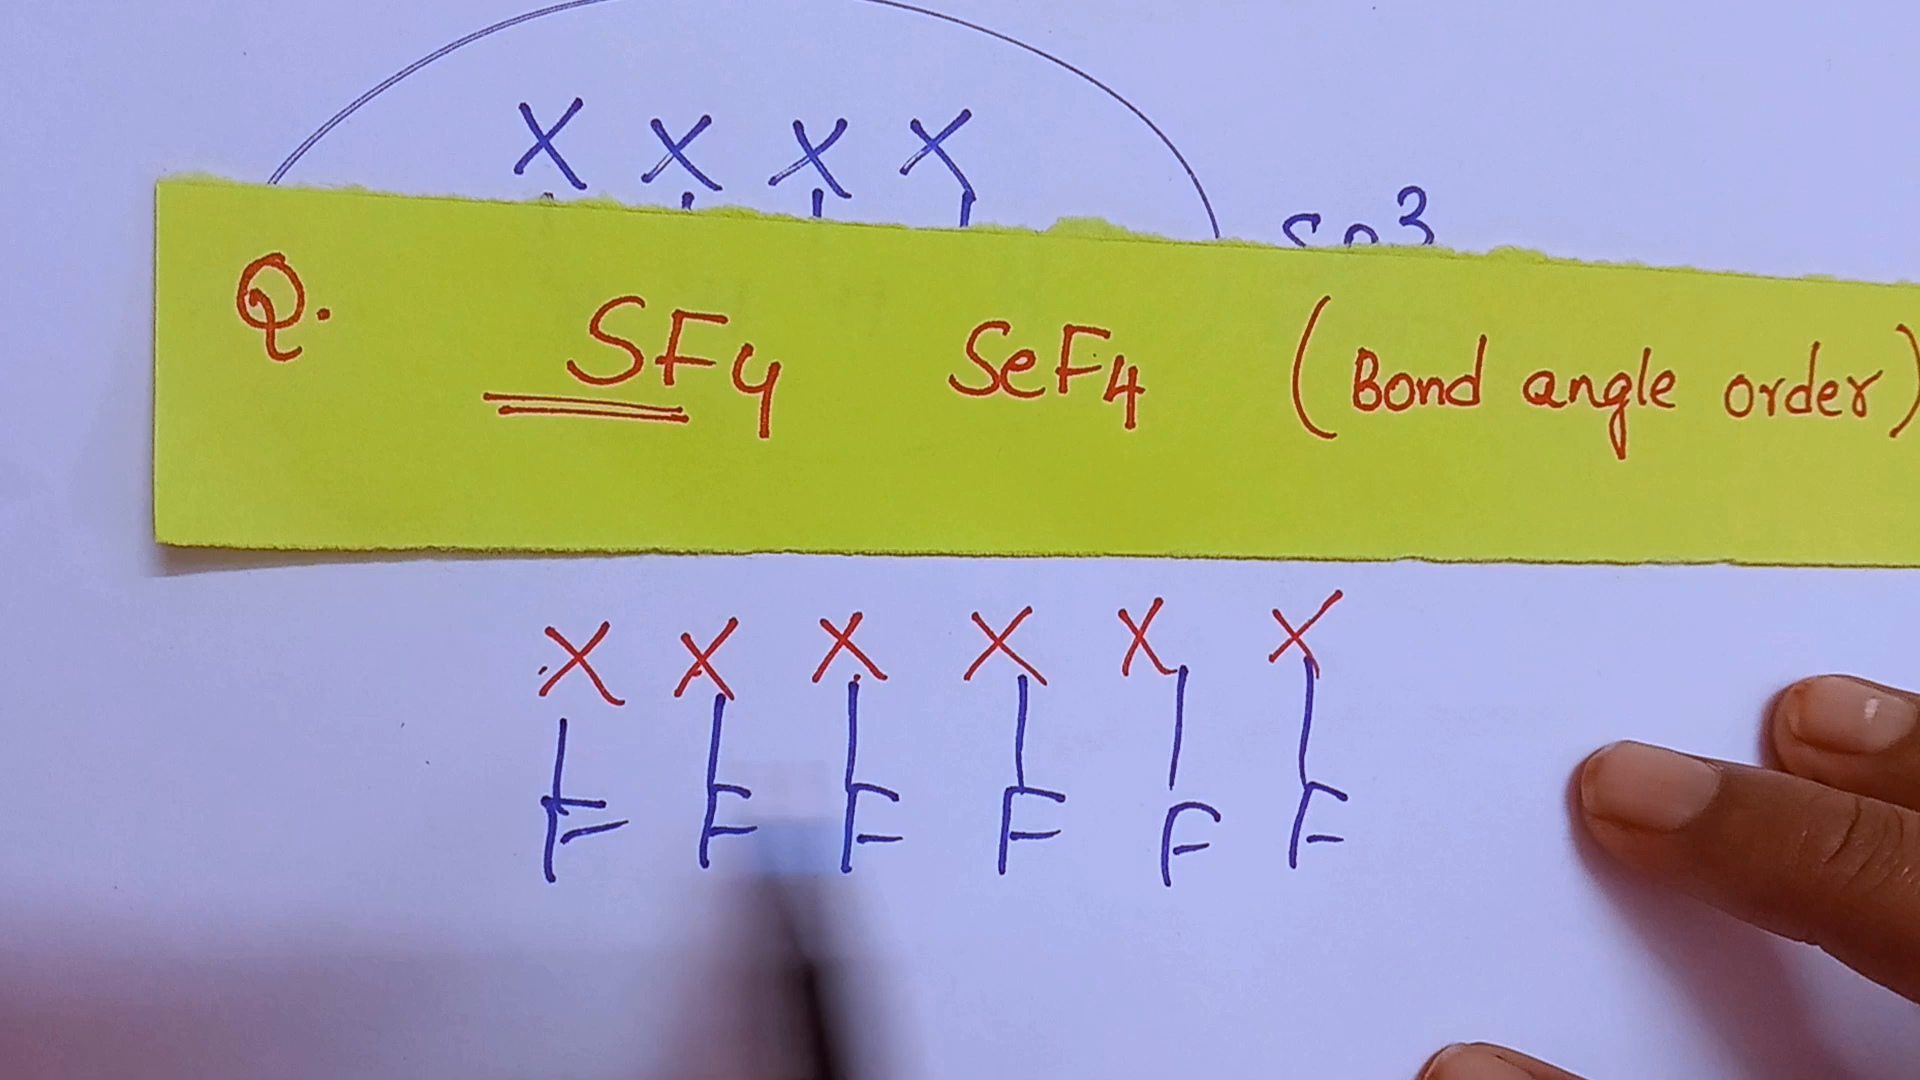 X X X X
sp3
Q. SF4 SeF4 (Bond angle order)
X X X X X X
F F F F F F